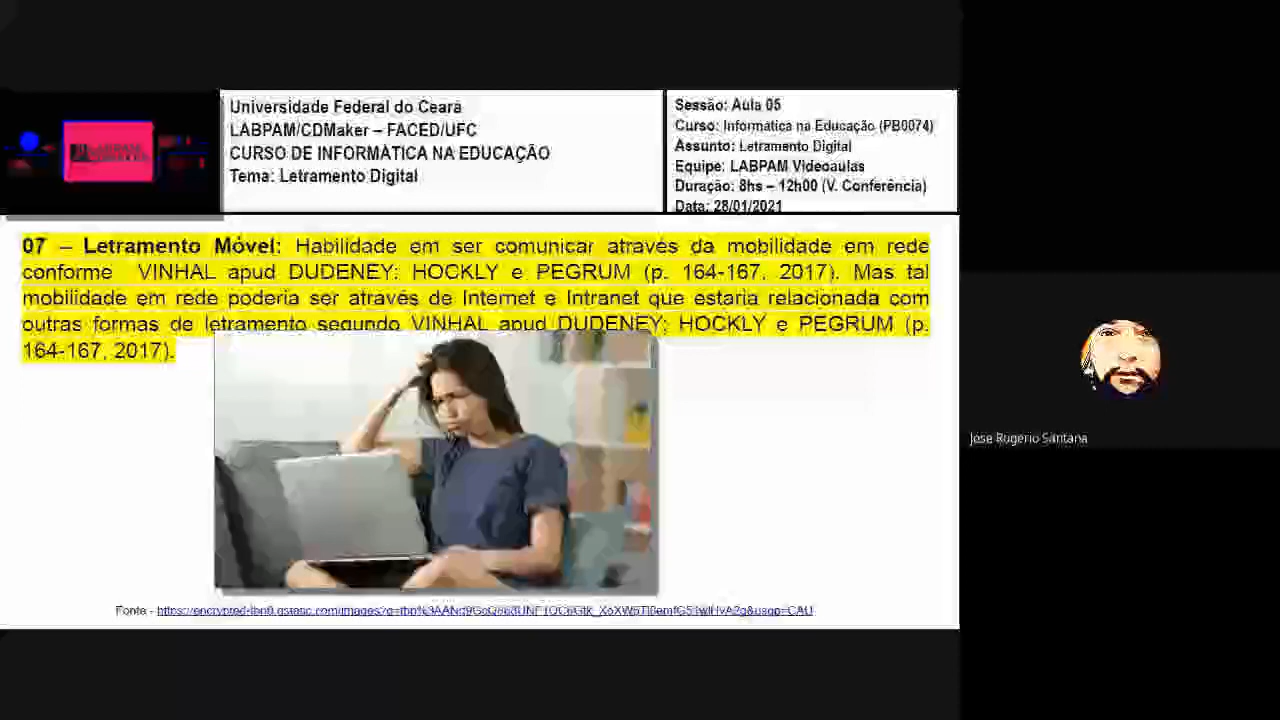 Universidade Federal do Ceará
LABPAM/CDMaker – FACED/UFC
CURSO DE INFORMÁTICA NA EDUCAÇÃO
Tema: Letramento Digital
Sessão: Aula 05
Curso: Informática na Educação (PB0074)
Assunto: Letramento Digital
Equipe: LABPAM Videoaulas
Duração: 8hs – 12h00 (V. Conferência)
Data: 28/01/2021
07 – Letramento Móvel: Habilidade em ser comunicar através da mobilidade em rede
conforme VINHAL apud DUDENEY; HOCKLY e PEGRUM (p. 164-167, 2017). Mas tal
mobilidade em rede poderia ser através de Internet e Intranet que estaria relacionada com
outras formas de letramento segundo VINHAL apud DUDENEY; HOCKLY e PEGRUM (p.
164-167, 2017).
Fonte -
Jose Rogerio Santana